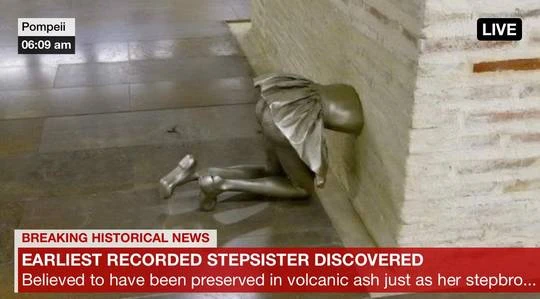 Pompeii
LIVE
06:09 am
BREAKING HISTORICAL NEWS
EARLIEST RECORDED STEPSISTER DISCOVERED
Believed to have been preserved in volcanic ash just as her stepbro...